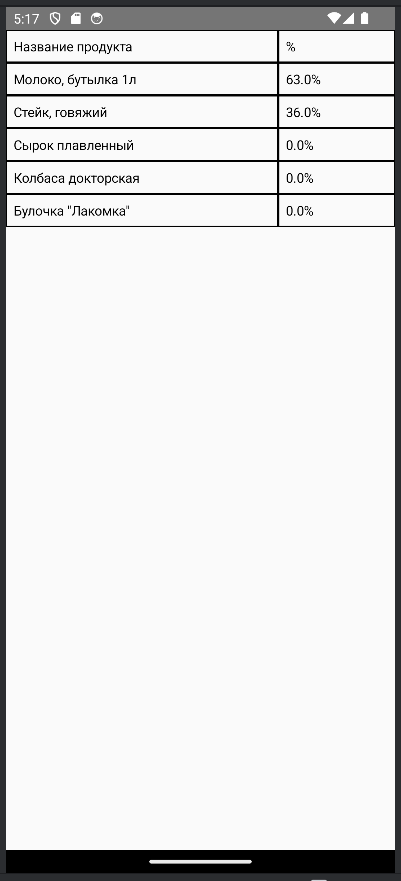 5:17
Название продукта %
Молоко, бутылка 1л 63.0%
Стейк, говяжий 36.0%
Сырок плавленный 0.0%
Колбаса докторская 0.0%
Булочка "Лакомка" 0.0%